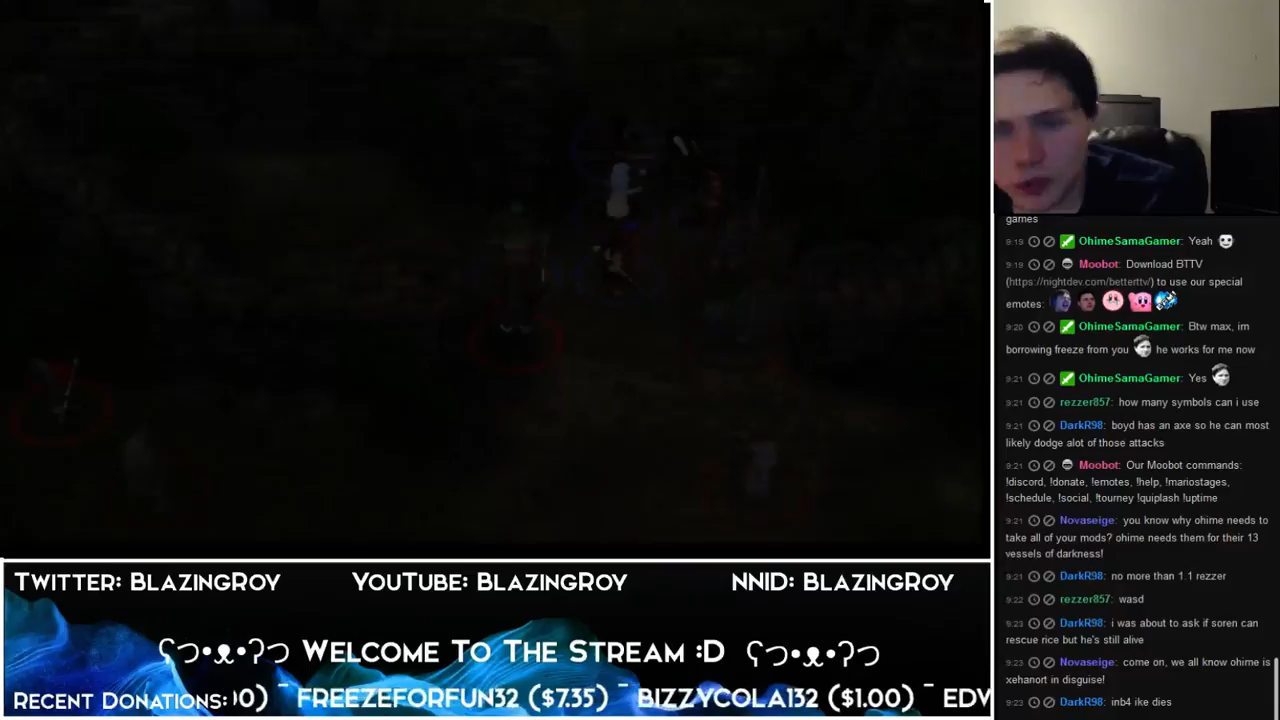 games
9:19 OhimeSamaGamer: Yeah
9:19 Moobot: Download BTTV
(https://nightdev.com/betterttv/) to use our special
emotes:
9:20 OhimeSamaGamer: Btw max, im
borrowing freeze from you he works for me now
9:21 OhimeSamaGamer: Yes
9:21 rezzer857: how many symbols can i use
9:21 DarkR98: boyd has an axe so he can most
likely dodge alot of those attacks
9:21 Moobot: Our Moobot commands:
!discord, !donate, !emotes, !help, !mariostages,
!schedule, !social, !tourney !quiplash !uptime
9:21 Novaseige: you know why ohime needs to
take all of your mods? ohime needs them for their 13
vessels of darkness!
9:21 DarkR98: no more than 1.1 rezzer
9:22 rezzer857: wasd
9:23 DarkR98: i was about to ask if soren can
rescue rice but he's still alive
9:23 Novaseige: come on, we all know ohime is
xehanort in disguise!
9:23 DarkR98: inb4 ike dies
Twitter: BlazingRoy YouTube: BlazingRoy NNID: BlazingRoy
ʕつ•ᴥ•ʔつ Welcome To The Stream :D ʕつ•ᴥ•ʔつ
Recent Donations: 00) ~ FREEZEFORFUN32 ($7.35) ~ BIZZYCOLA132 ($1.00) ~ EDV